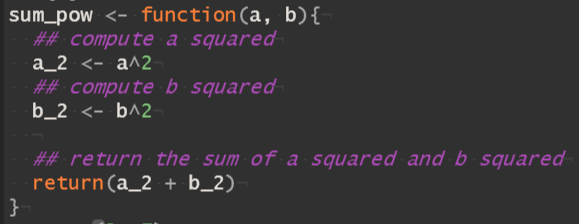 sum_pow <- function(a, b){
  ## compute a squared
  a_2 <- a^2
  ## compute b squared
  b_2 <- b^2

  ## return the sum of a squared and b squared
  return(a_2 + b_2)
}